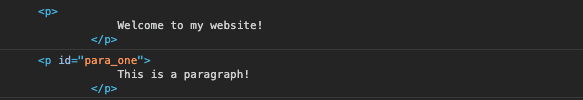 <p>
Welcome to my website!
</p>
<p id="para_one">
This is a paragraph!
</p>